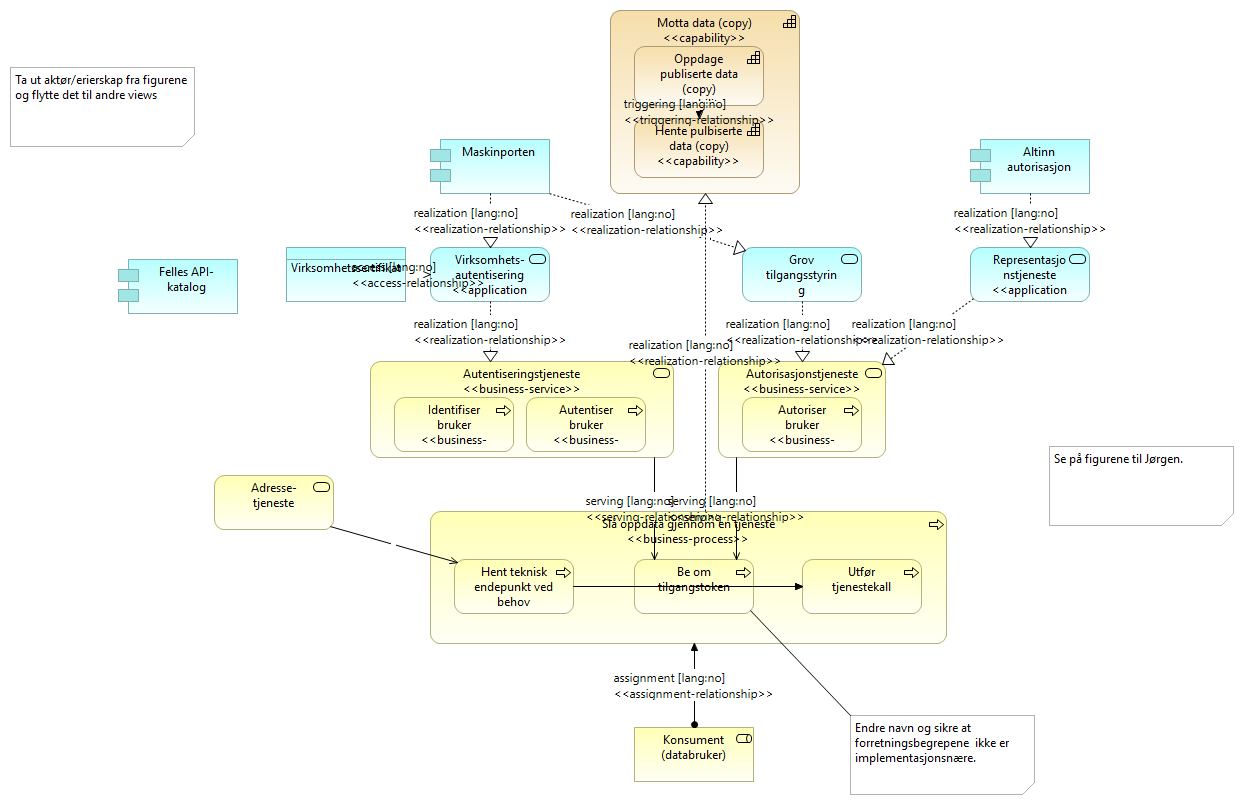 Motta data (copy)
<<capability>>
Oppdage
publiserte data
(copy)
triggering [lang:no]
<<triggering-relationship>>
Hente pulbiserte
data (copy)
<<capability>>
Ta ut aktør/erierskap fra figurene
og flytte det til andre views
Maskinporten
Altinn
autorisasjon
realization [lang:no]
<<realization-relationship>>
realization [lang:no]
<<realization-relationship>>
realization [lang:no]
<<realization-relationship>>
Felles API-
katalog
Virksomhetssertifikat
access [lang:no]
<<access-relationship>>
Virksomhets-
autentisering
<<application
Grov
tilgangsstyrin
g
Representasjo
nstjeneste
<<application
realization [lang:no]
<<realization-relationship>>
realization [lang:no]
<<realization-relationship>>
realization [lang:no]
<<realization-relationship>>
realization [lang:no]
<<realization-relationship>>
Autentiseringstjeneste
<<business-service>>
Identifiser
bruker
<<business-
Autentiser
bruker
<<business-
Autorisasjonstjeneste
<<business-service>>
Autoriser
bruker
<<business-
Se på figurene til Jørgen.
Adresse-
tjeneste
serving [lang:no]
<<serving-relationship>>
serving [lang:no]
<<serving-relationship>>
Slå oppdata gjennom en tjeneste
<<business-process>>
Hent teknisk
endepunkt ved
behov
Be om
tilgangstoken
Utfør
tjenestekall
assignment [lang:no]
<<assignment-relationship>>
Konsument
(databruker)
Endre navn og sikre at
forretningsbegrepene  ikke er
implementasjonsnære.